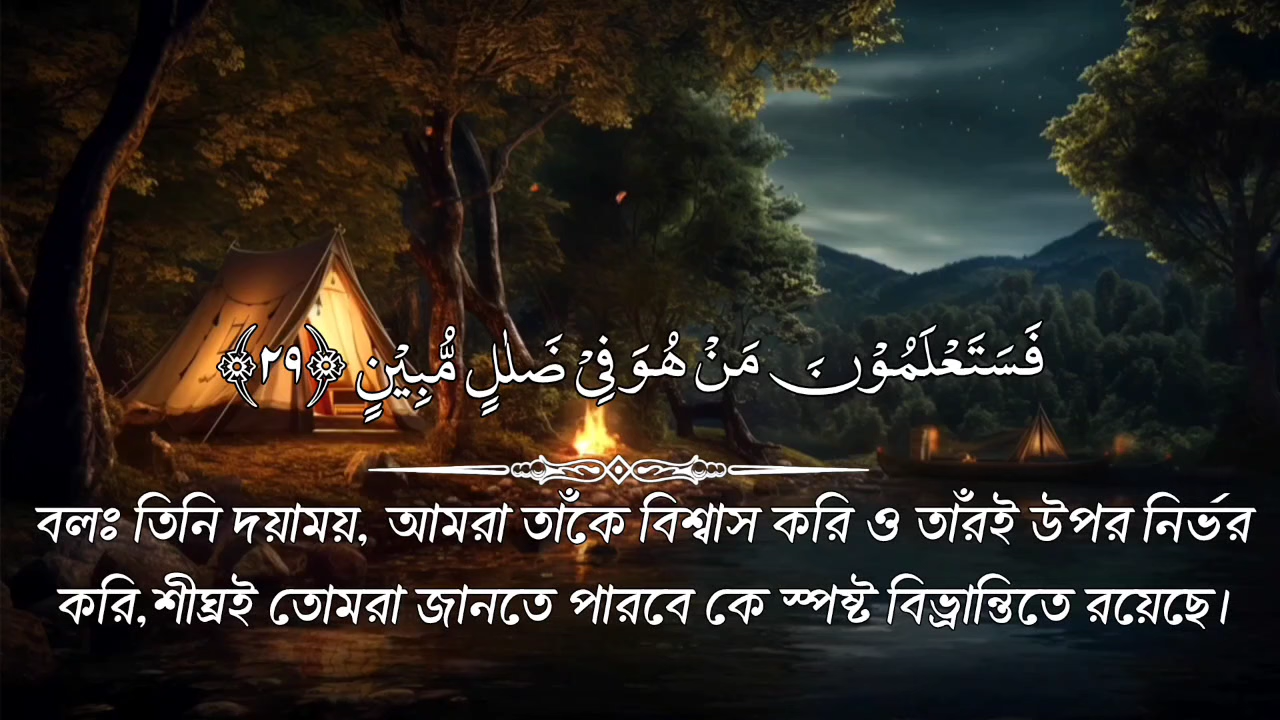 فَسَتَعْلَمُوْنَ مَنْ هُوَ فِيْ ضَلٰلٍ مُّبِيْنٍ ﴿٢٩﴾
বলঃ তিনি দয়াময়, আমরা তাঁকে বিশ্বাস করি ও তাঁরই উপর নির্ভর
করি,শীঘ্রই তোমরা জানতে পারবে কে স্পষ্ট বিভ্রান্তিতে রয়েছে।